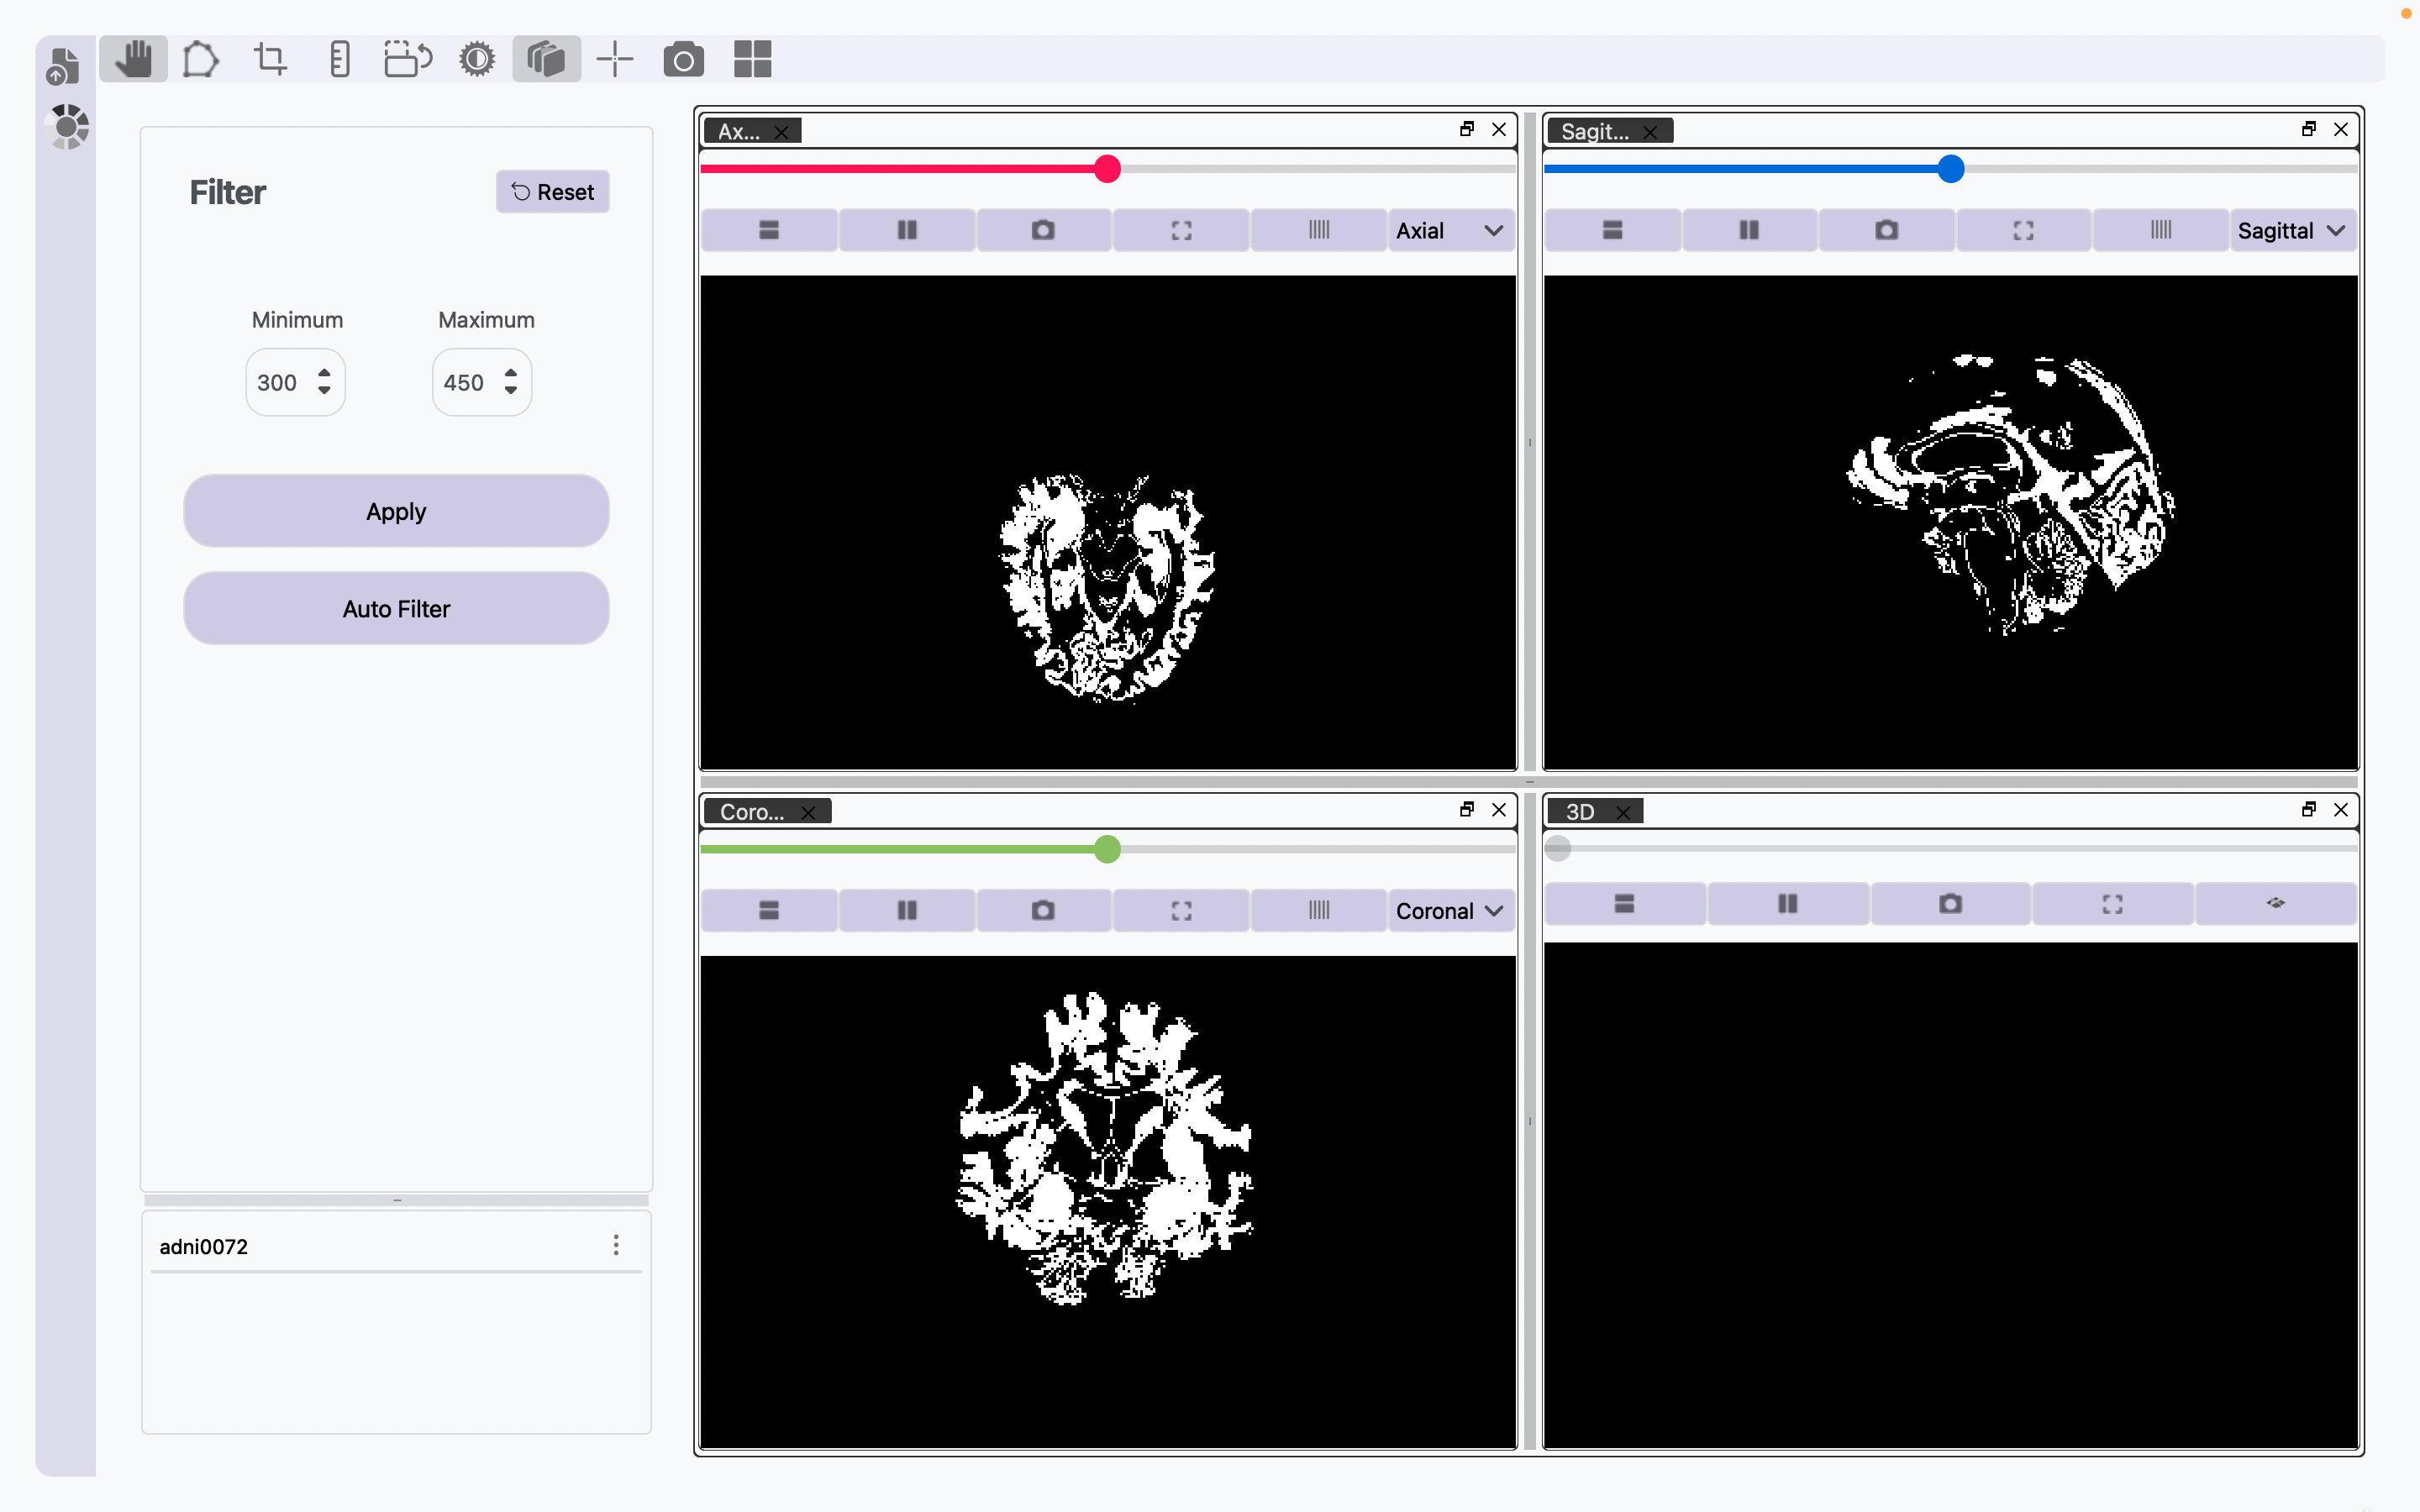 Filter
Reset
Minimum
Maximum
300
450
Apply
Auto Filter
adni0072
Ax...
Axial
Sagit...
Sagittal
Coro...
Coronal
3D